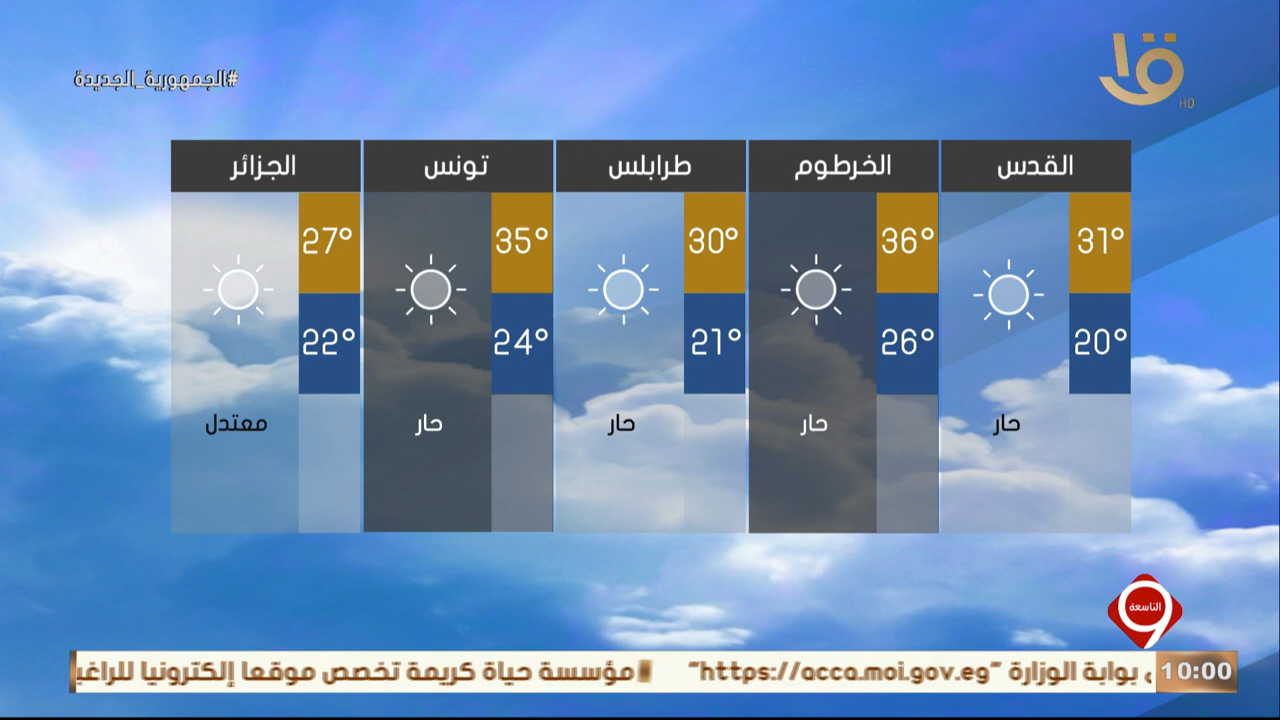 #الجمهورية_الجديدة
HD
القدس
الخرطوم
طرابلس
تونس
الجزائر
31°
36°
30°
35°
27°
20°
26°
21°
24°
22°
حار
حار
حار
حار
معتدل
التاسعة
9
10:00
بوابة الوزارة "https://acca.moi.gov.eg" مؤسسة حياة كريمة تخصص موقعا إلكترونيا